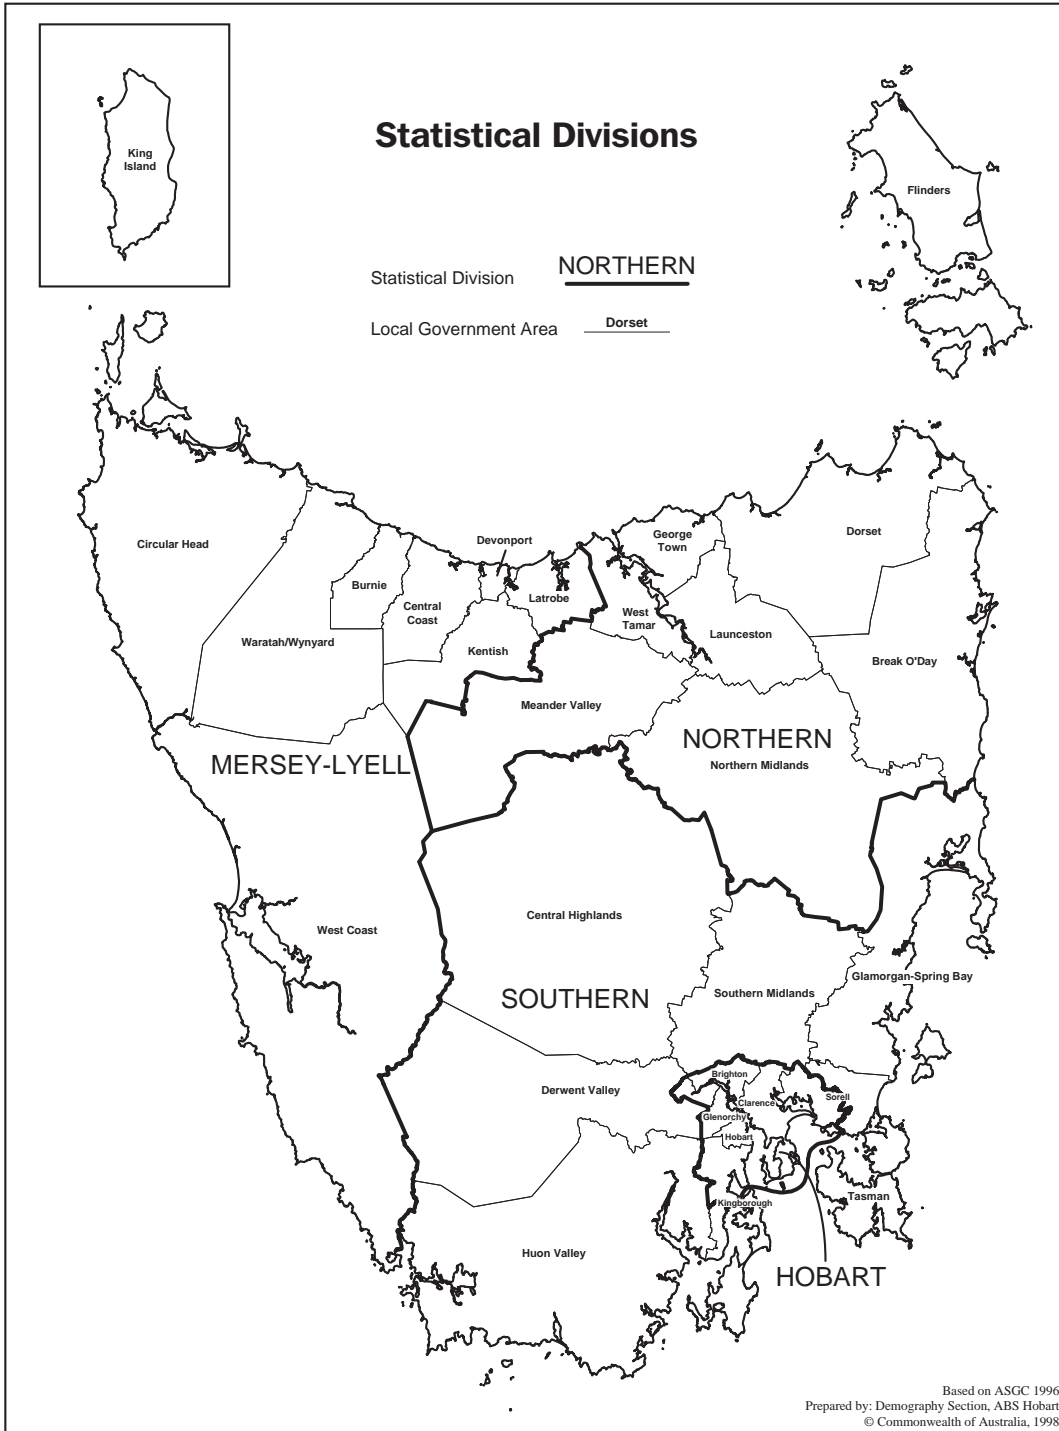 King
Island
Statistical Divisions
Flinders
Statistical Division
NORTHERN
Local Government Area
Dorset
Circular Head
Devonport
George
Town
Dorset
Burnie
Latrobe
Central
Coast
West
Tamar
Launceston
Waratah/Wynyard
Kentish
Break O'Day
Meander Valley
NORTHERN
MERSEY-LYELL
Northern Midlands
Central Highlands
West Coast
Glamorgan-Spring Bay
Southern Midlands
SOUTHERN
Brighton
Derwent Valley
Sorell
Clarence
Glenorchy
Hobart
Tasman
Kingborough
Huon Valley
HOBART
Based on ASGC 1996
Prepared by: Demography Section, ABS Hobart
© Commonwealth of Australia, 1998